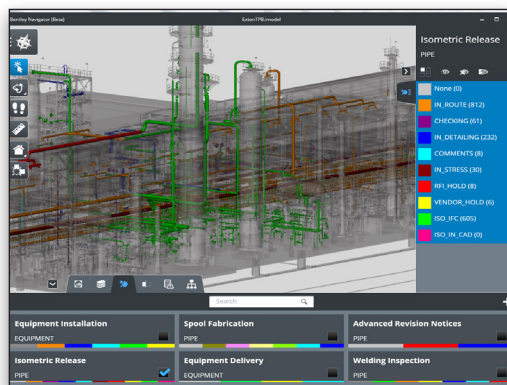 Bentley Navigator (Beta)
EatonTPB.imodel
Isometric Release
PIPE
None (0)
IN_ROUTE (812)
CHECKING (61)
IN_DETAILING (232)
COMMENTS (8)
IN_STRESS (30)
RFI_HOLD (8)
VENDOR_HOLD (6)
ISO_IFC (605)
ISO_IN_CAD (0)
Search
Equipment Installation
EQUIPMENT
Spool Fabrication
PIPE
Advanced Revision Notices
PIPE
Isometric Release
PIPE
Equipment Delivery
EQUIPMENT
Welding Inspection
PIPE